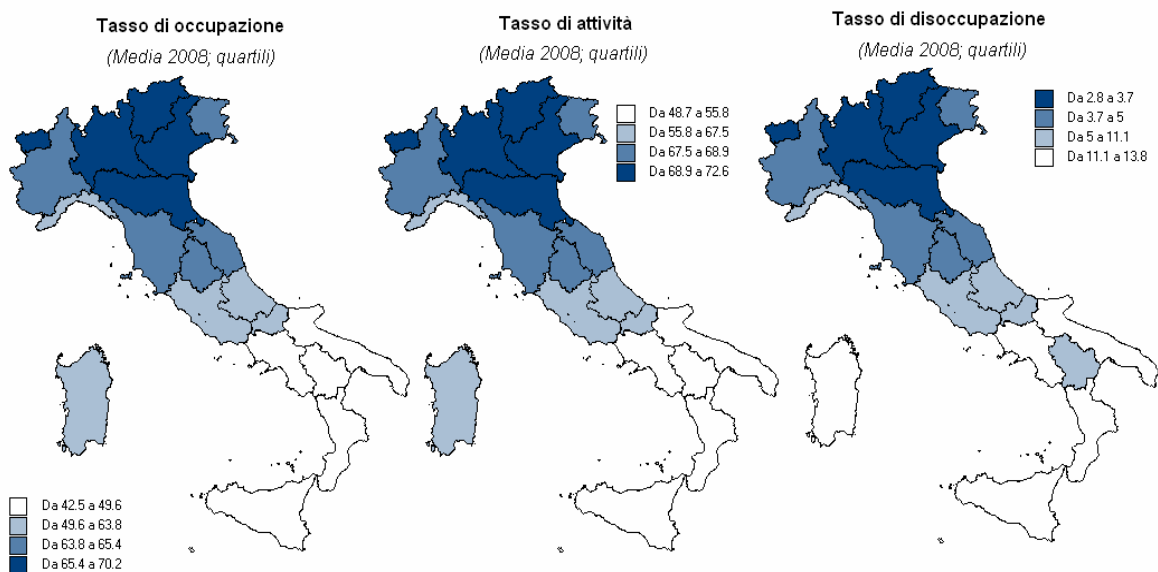 Tasso di occupazione
(Media 2008; quartili)
Da 42.5 a 49.6
Da 49.6 a 63.8
Da 63.8 a 65.4
Da 65.4 a 70.2
Tasso di attività
(Media 2008; quartili)
Da 48.7 a 55.8
Da 55.8 a 67.5
Da 67.5 a 68.9
Da 68.9 a 72.6
Tasso di disoccupazione
(Media 2008; quartili)
Da 2.8 a 3.7
Da 3.7 a 5
Da 5 a 11.1
Da 11.1 a 13.8